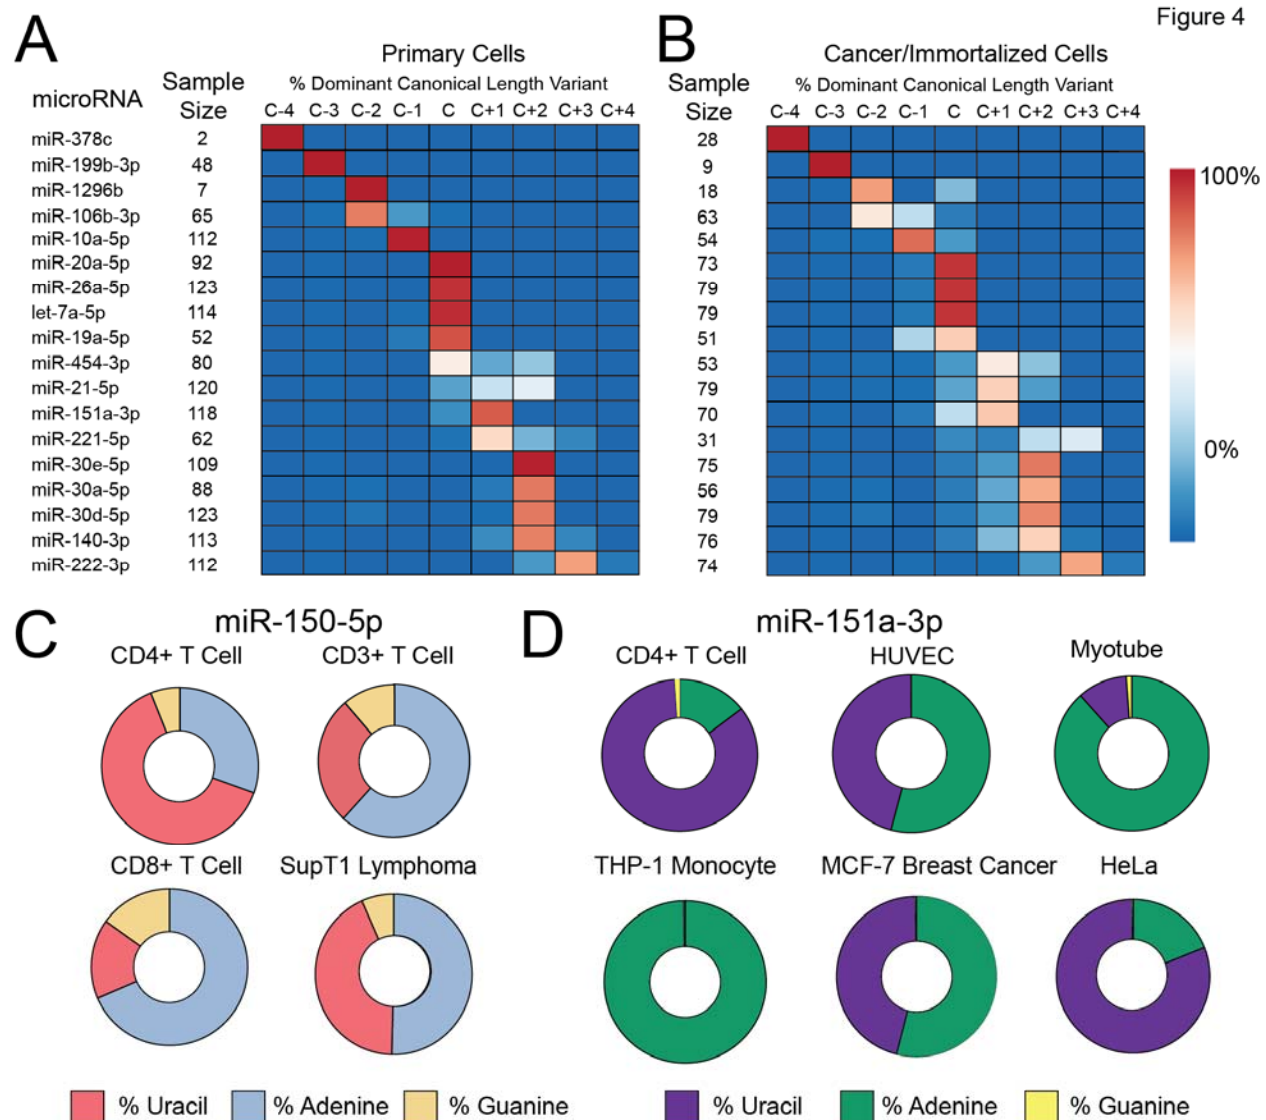 Figure 4
A
Primary Cells
microRNA
Sample Size
% Dominant Canonical Length Variant
C-4 C-3 C-2 C-1 C C+1 C+2 C+3 C+4
miR-378c 2
miR-199b-3p 48
miR-1296b 7
miR-106b-3p 65
miR-10a-5p 112
miR-20a-5p 92
miR-26a-5p 123
let-7a-5p 114
miR-19a-5p 52
miR-454-3p 80
miR-21-5p 120
miR-151a-3p 118
miR-221-5p 62
miR-30e-5p 109
miR-30a-5p 88
miR-30d-5p 123
miR-140-3p 113
miR-222-3p 112
B
Cancer/Immortalized Cells
Sample Size
% Dominant Canonical Length Variant
C-4 C-3 C-2 C-1 C C+1 C+2 C+3 C+4
28
9
18
63
54
73
79
79
51
53
79
70
31
75
56
79
76
74
100%
0%
C
miR-150-5p
CD4+ T Cell
CD3+ T Cell
CD8+ T Cell
SupT1 Lymphoma
% Uracil
% Adenine
% Guanine
D
miR-151a-3p
CD4+ T Cell
HUVEC
Myotube
THP-1 Monocyte
MCF-7 Breast Cancer
HeLa
% Uracil
% Adenine
% Guanine